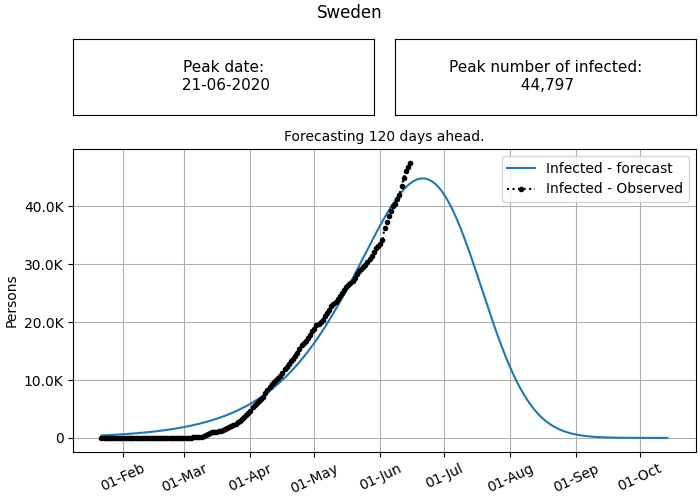 Sweden
Peak date:
21-06-2020
Peak number of infected:
44,797
Forecasting 120 days ahead.
Infected - forecast
Infected - Observed
Persons
40.0K
30.0K
20.0K
10.0K
0
01-Feb
01-Mar
01-Apr
01-May
01-Jun
01-Jul
01-Aug
01-Sep
01-Oct